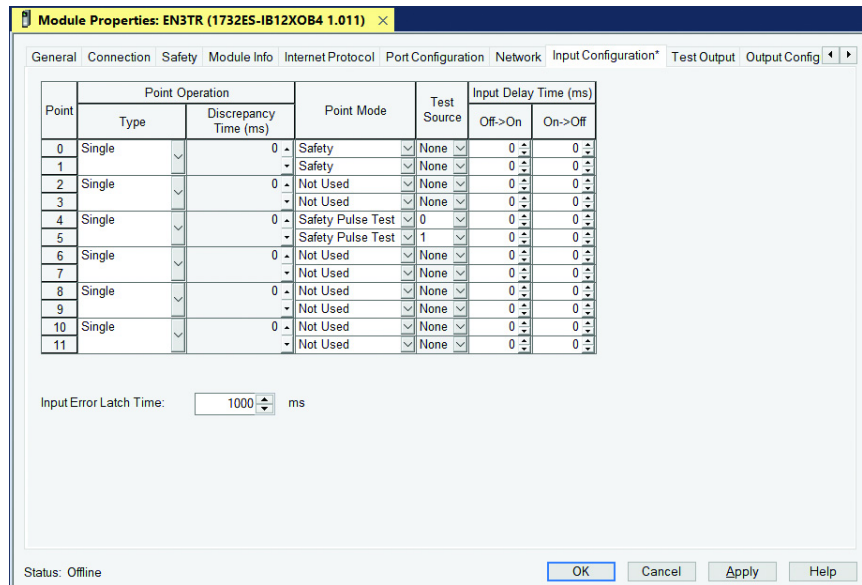 Module Properties: EN3TR (1732ES-IB12XOB4 1.011) ×
General Connection Safety Module Info Internet Protocol Port Configuration Network Input Configuration* Test Output Output Config
Point Point Operation Point Mode Test Source Input Delay Time (ms)
Type Discrepancy Time (ms) Off->On On->Off
0 Single 0 Safety None 0 0
1 Safety None 0 0
2 Single 0 Not Used None 0 0
3 Not Used None 0 0
4 Single 0 Safety Pulse Test 0 0 0
5 Safety Pulse Test 1 0 0
6 Single 0 Not Used None 0 0
7 Not Used None 0 0
8 Single 0 Not Used None 0 0
9 Not Used None 0 0
10 Single 0 Not Used None 0 0
11 Not Used None 0 0
Input Error Latch Time: 1000 ms
Status: Offline OK Cancel Apply Help